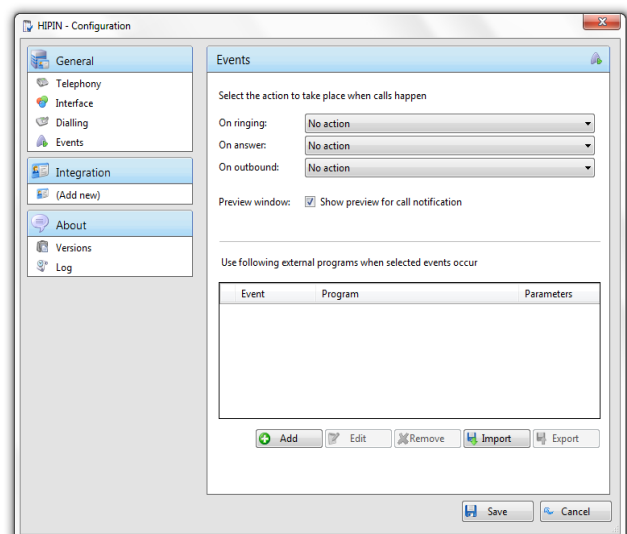 HIPIN - Configuration
General
Telephony
Interface
Dialling
Events
Integration
(Add new)
About
Versions
Log
Events
Select the action to take place when calls happen
On ringing: No action
On answer: No action
On outbound: No action
Preview window: Show preview for call notification
Use following external programs when selected events occur
Event Program Parameters
Add Edit Remove Import Export
Save Cancel